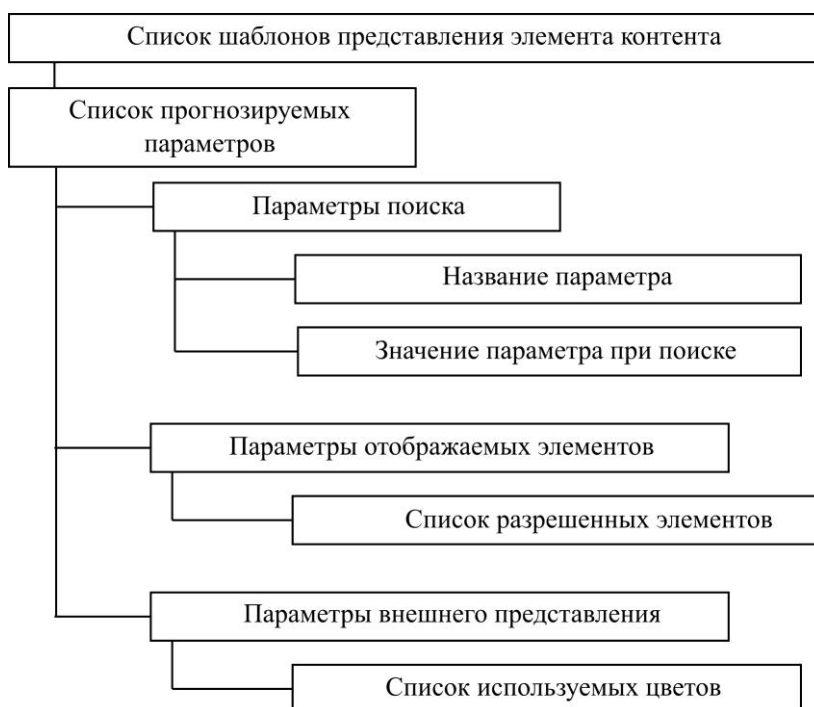 Список шаблонов представления элемента контента
Список прогнозируемых
параметров
Параметры поиска
Название параметра
Значение параметра при поиске
Параметры отображаемых элементов
Список разрешенных элементов
Параметры внешнего представления
Список используемых цветов